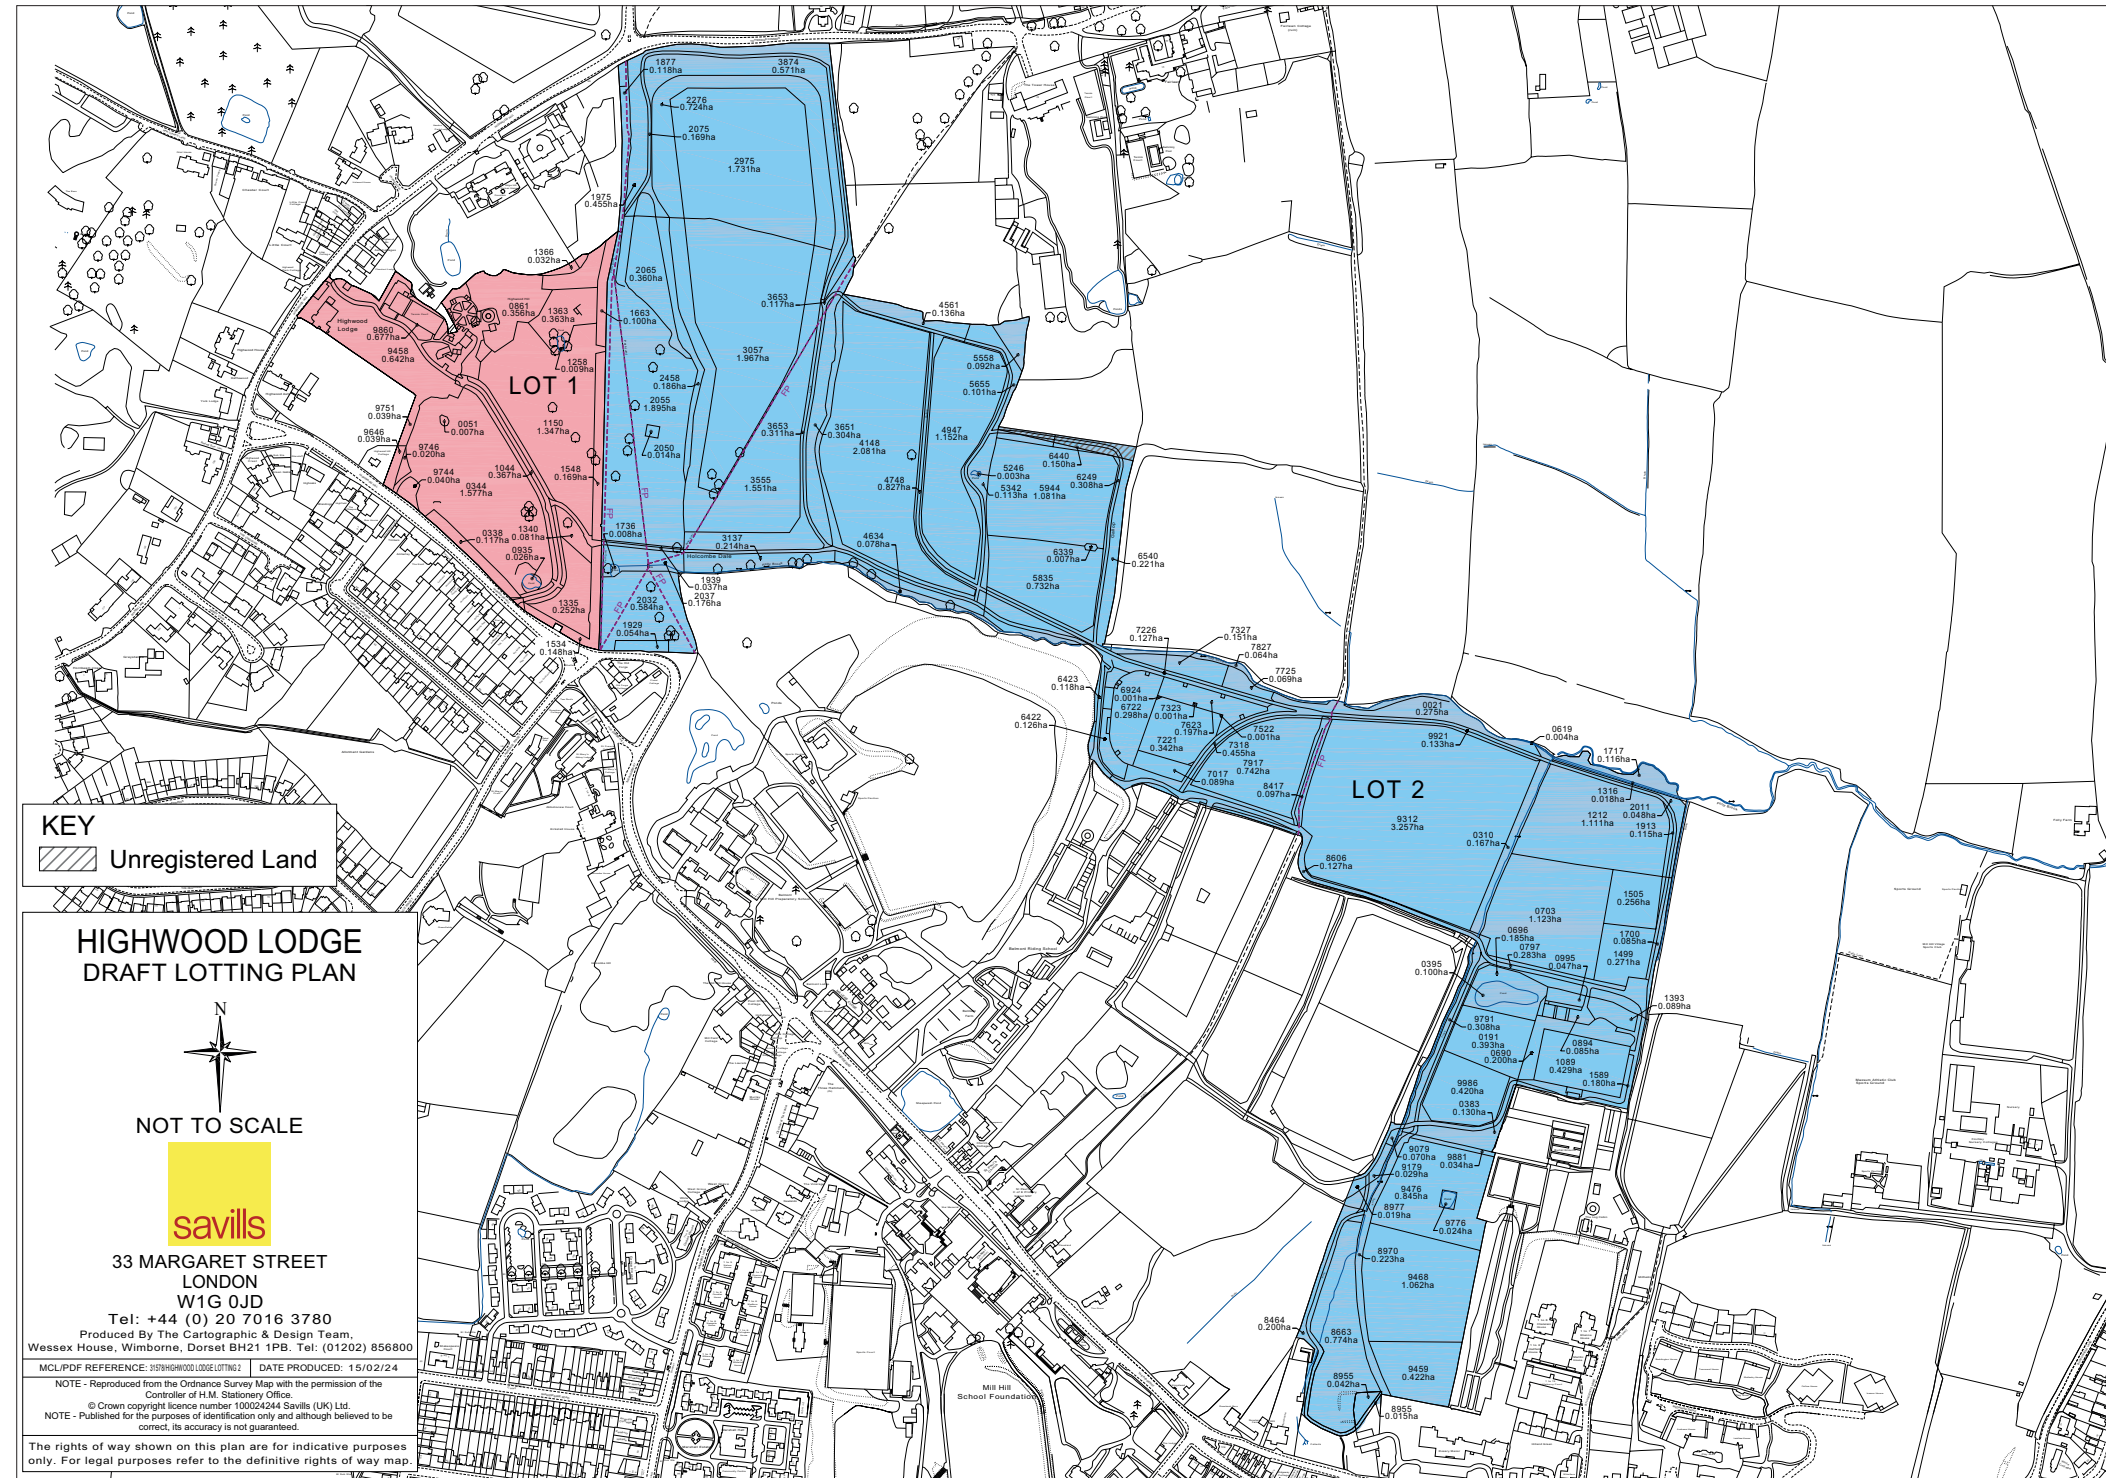 1877
0.118ha
3874
0.571ha
2276
0.724ha
2075
0.169ha
2975
1.731ha
1975
0.455ha
1366
0.032ha
2065
0.360ha
0861
0.356ha
1363
0.363ha
1663
0.100ha
3653
0.117ha
4561
0.136ha
Highwood
Lodge
9860
0.677ha
9458
0.642ha
1258
0.009ha
3057
1.967ha
5558
0.092ha
LOT 1
2458
0.186ha
5655
0.101ha
2055
1.895ha
FP
9751
0.039ha
0051
0.007ha
1150
1.347ha
3653
0.311ha
3651
0.304ha
4947
1.152ha
9646
0.039ha
9746
0.020ha
2050
0.014ha
4148
2.081ha
6440
0.150ha
9744
0.040ha
1044
0.367ha
1548
0.169ha
5246
0.003ha
6249
0.308ha
0344
1.577ha
FP
3555
1.551ha
4748
0.827ha
5342
0.113ha
5944
1.081ha
FP
0338
0.117ha
1340
0.081ha
1736
0.008ha
3137
0.214ha
4634
0.078ha
0935
0.026ha
Holcombe Dale
6339
0.007ha
6540
0.221ha
1939
0.037ha
FP
5835
0.732ha
1335
0.252ha
FP
2032
0.584ha
2037
0.176ha
1929
0.054ha
1534
0.148ha
7226
0.127ha
7327
0.151ha
7827
0.064ha
7725
0.069ha
6423
0.118ha
6924
0.001ha
6722
0.298ha
7323
0.001ha
7623
0.197ha
7522
0.001ha
6422
0.126ha
7221
0.342ha
7318
0.455ha
7917
0.742ha
7017
0.089ha
8417
0.097ha
FP
0021
0.275ha
9921
0.133ha
0619
0.004ha
1717
0.116ha
LOT 2
1316
0.018ha
2011
0.048ha
9312
3.257ha
1212
1.111ha
1913
0.115ha
0310
0.167ha
8606
0.127ha
1505
0.256ha
0703
1.123ha
0696
0.185ha
1700
0.085ha
0797
0.283ha
0995
0.047ha
1499
0.271ha
0395
0.100ha
1393
0.089ha
9791
0.308ha
0191
0.393ha
0894
0.085ha
0690
0.200ha
1089
0.429ha
1589
0.180ha
9986
0.420ha
0383
0.130ha
9079
0.070ha
9881
0.034ha
9179
0.029ha
9476
0.845ha
8977
0.019ha
9776
0.024ha
8970
0.223ha
9468
1.062ha
8464
0.200ha
8663
0.774ha
9459
0.422ha
8955
0.042ha
8955
0.015ha
Belmont Riding School
Mill Hill
School Foundation
KEY
Unregistered Land
HIGHWOOD LODGE
DRAFT LOTTING PLAN
N
NOT TO SCALE
savills
33 MARGARET STREET
LONDON
W1G 0JD
Tel: +44 (0) 20 7016 3780
Produced By The Cartographic & Design Team,
Wessex House, Wimborne, Dorset BH21 1PB. Tel: (01202) 856800
MCL/PDF REFERENCE: 31578/HIGHWOOD LODGE LOTTING 2 DATE PRODUCED: 15/02/24
NOTE - Reproduced from the Ordnance Survey Map with the permission of the
Controller of H.M. Stationery Office.
© Crown copyright licence number 100024244 Savills (UK) Ltd.
NOTE - Published for the purposes of identification only and although believed to be
correct, its accuracy is not guaranteed.
The rights of way shown on this plan are for indicative purposes
only. For legal purposes refer to the definitive rights of way map.